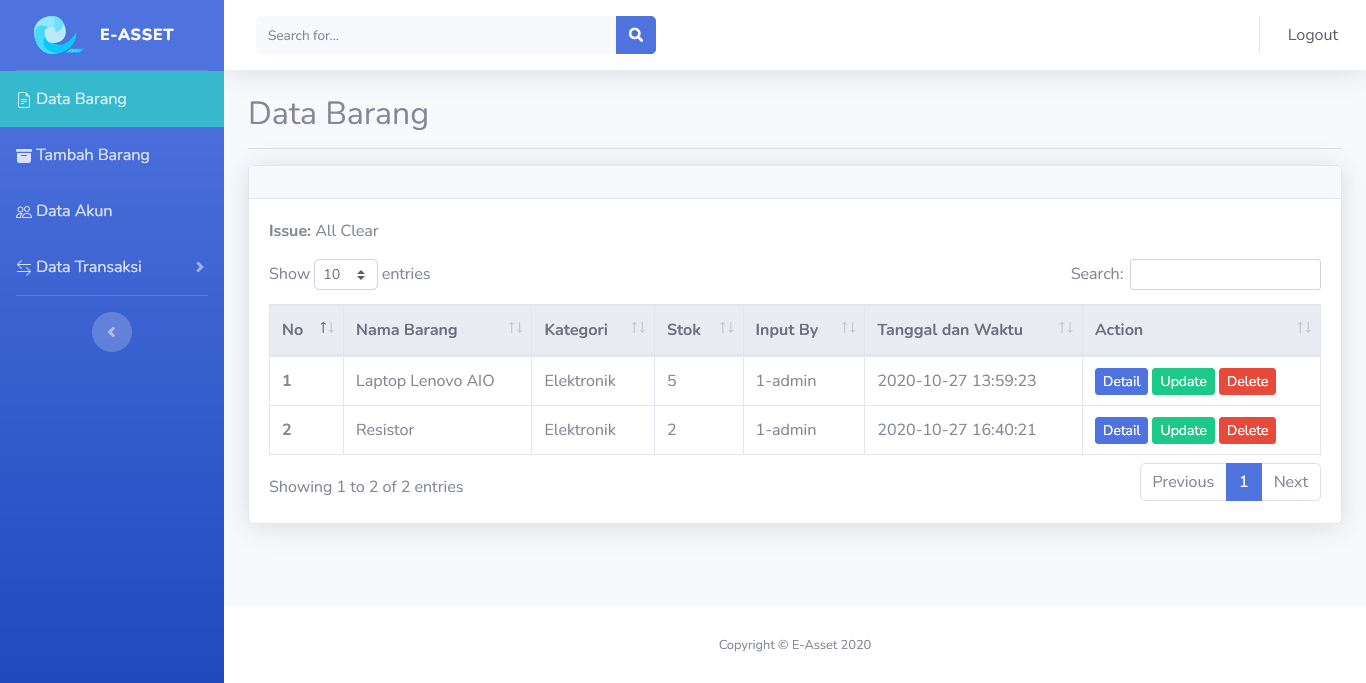 E-ASSET
Search for...
Logout
Data Barang
Tambah Barang
Data Akun
Data Transaksi
Data Barang
Issue: All Clear
Show 10 entries
Search:
No Nama Barang Kategori Stok Input By Tanggal dan Waktu Action
1 Laptop Lenovo AIO Elektronik 5 1-admin 2020-10-27 13:59:23 Detail Update Delete
2 Resistor Elektronik 2 1-admin 2020-10-27 16:40:21 Detail Update Delete
Showing 1 to 2 of 2 entries
Previous 1 Next
Copyright © E-Asset 2020